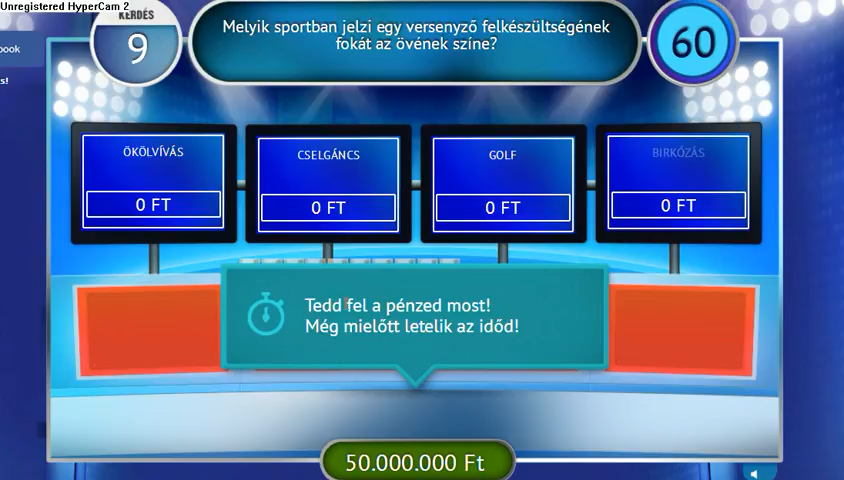 Unregistered HyperCam 2
KÉRDÉS
9
Melyik sportban jelzi egy versenyző felkészültségének
fokát az övének színe?
60
ook
s!
ÖKÖLVÍVÁS
0 FT
CSELGÁNCS
0 FT
GOLF
0 FT
BIRKÓZÁS
0 FT
Tedd fel a pénzed most!
Még mielőtt letelik az időd!
50.000.000 Ft